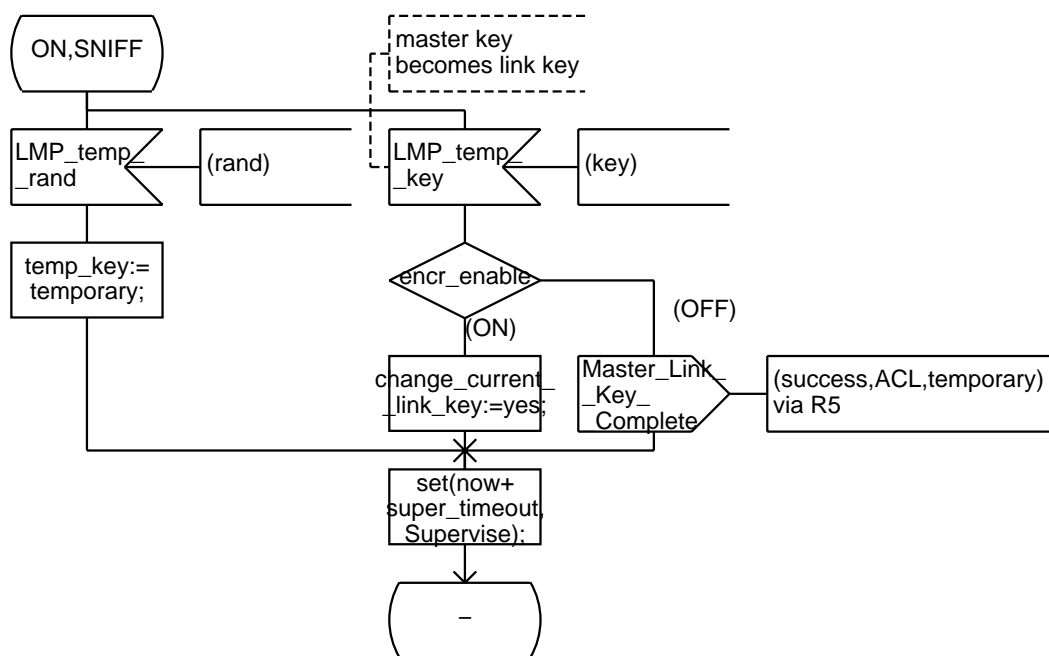 ON,SNIFF
master key
becomes link key
LMP_temp_
_rand
(rand)
LMP_temp_
_key
(key)
temp_key:=
temporary;
encr_enable
(ON)
(OFF)
change_current_
_link_key:=yes;
Master_Link_
_Key_
_Complete
(success,ACL,temporary)
via R5
set(now+
super_timeout,
Supervise);
–